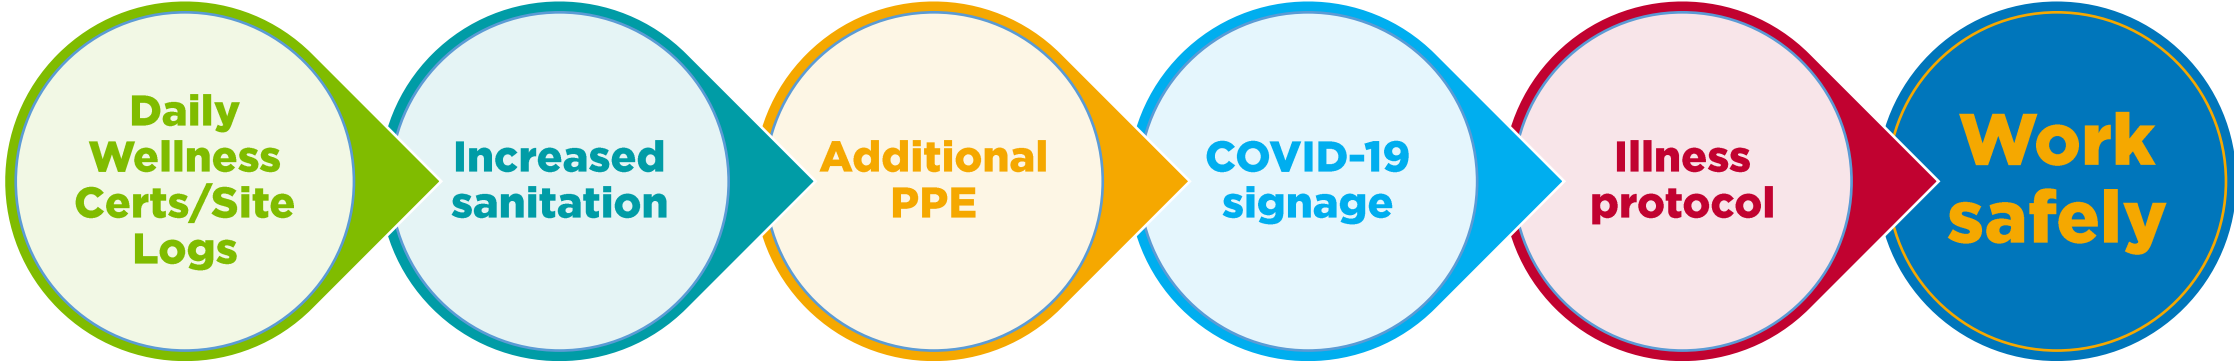 Daily
Wellness
Certs/Site
Logs
Increased
sanitation
Additional
PPE
COVID-19
signage
Illness
protocol
Work
safely